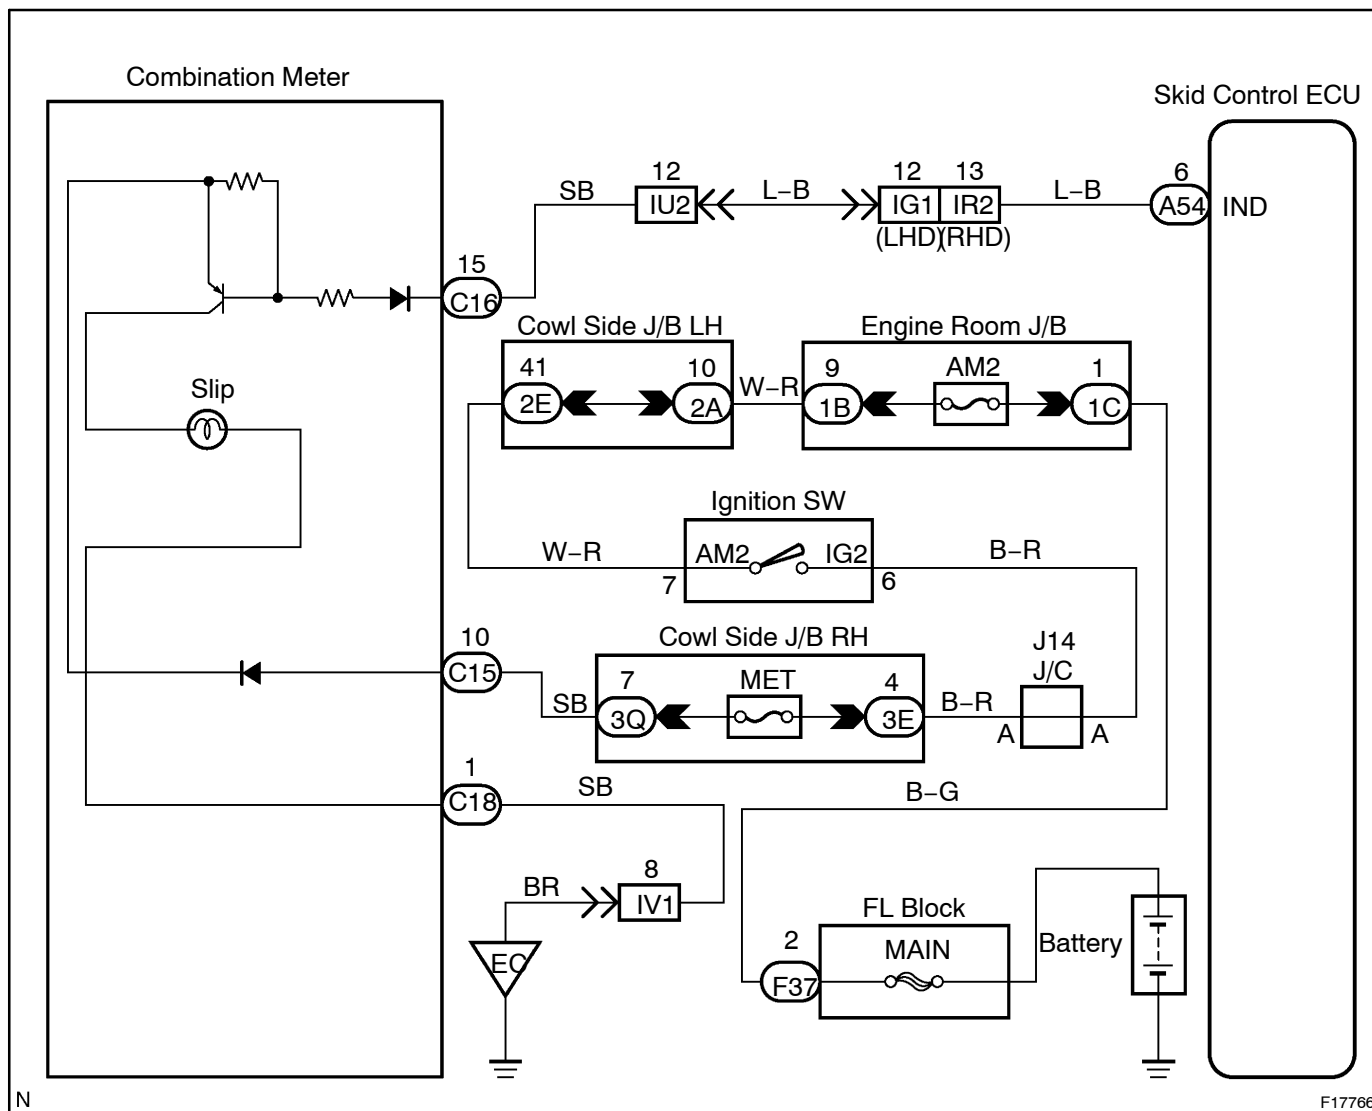 Combination Meter
Skid Control ECU
12
12
13
6
SB
IU2
L-B
IG1
IR2
L-B
A54
IND
(LHD)
(RHD)
15
C16
Cowl Side J/B LH
Engine Room J/B
41
10
W-R
9
AM2
1
2E
2A
1B
1C
Slip
Ignition SW
W-R
AM2
IG2
B-R
7
6
10
Cowl Side J/B RH
J14
J/C
C15
7
MET
4
SB
3Q
3E
B-R
A
A
1
C18
SB
B-G
8
BR
IV1
FL Block
2
MAIN
Battery
EC
F37
N